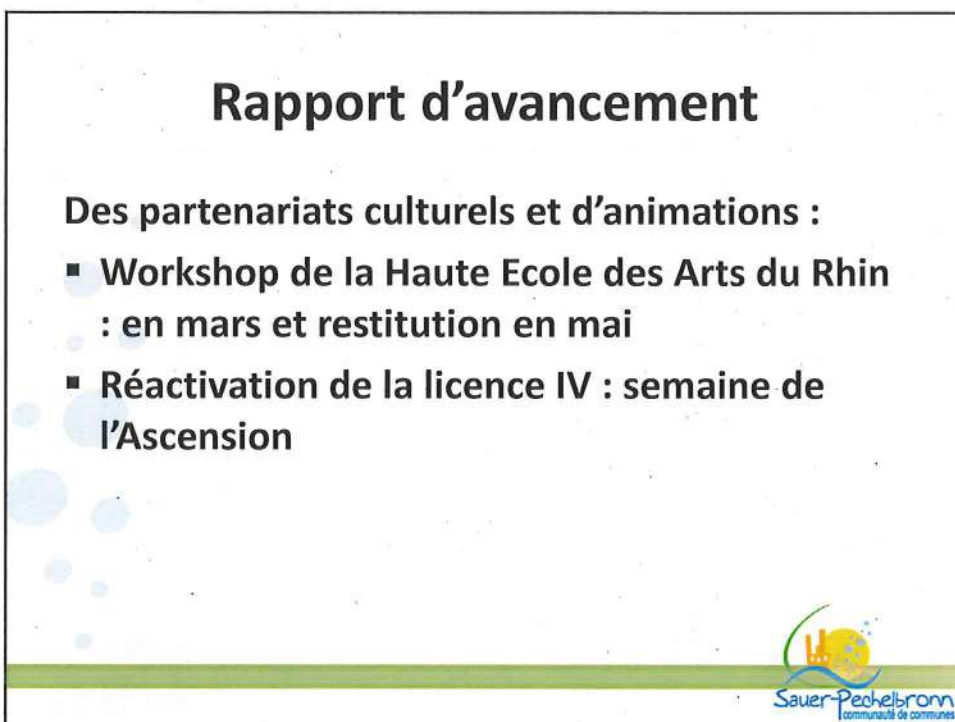 Rapport d’avancement
Des partenariats culturels et d’animations :
▪ Workshop de la Haute Ecole des Arts du Rhin
: en mars et restitution en mai
▪ Réactivation de la licence IV : semaine de
l’Ascension
Sauer-Pechelbronn
communauté de communes